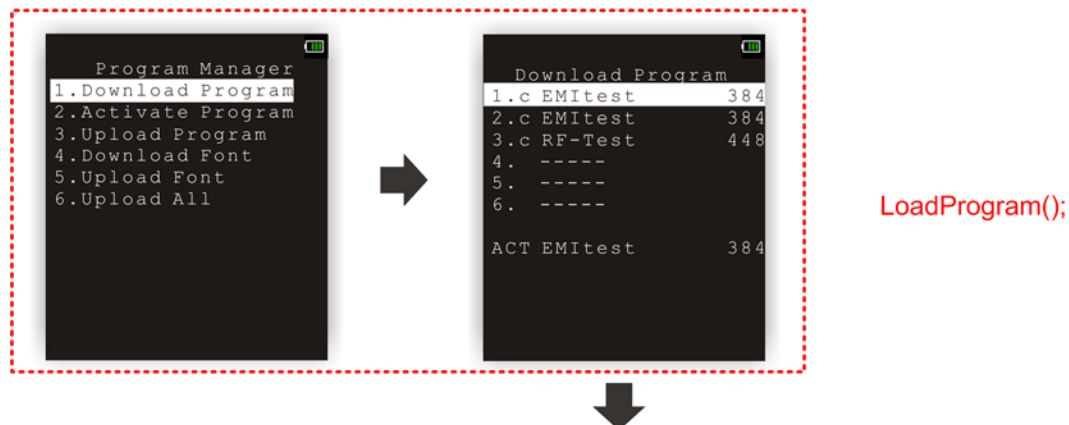 Program Manager
1.Download Program
2.Activate Program
3.Upload Program
4.Download Font
5.Upload Font
6.Upload All
Download Program
1.c EMItest 384
2.c EMItest 384
3.c RF-Test 448
4. -----
5. -----
6. -----
ACT EMItest 384
LoadProgram();